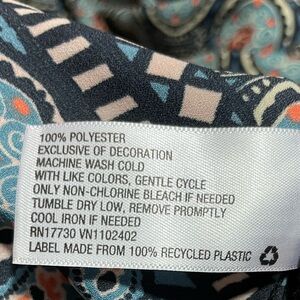 100% POLYESTER
EXCLUSIVE OF DECORATION
MACHINE WASH COLD
WITH LIKE COLORS, GENTLE CYCLE
ONLY NON-CHLORINE BLEACH IF NEEDED
TUMBLE DRY LOW, REMOVE PROMPTLY
COOL IRON IF NEEDED
RN17730 VN1102402
LABEL MADE FROM 100% RECYCLED PLASTIC